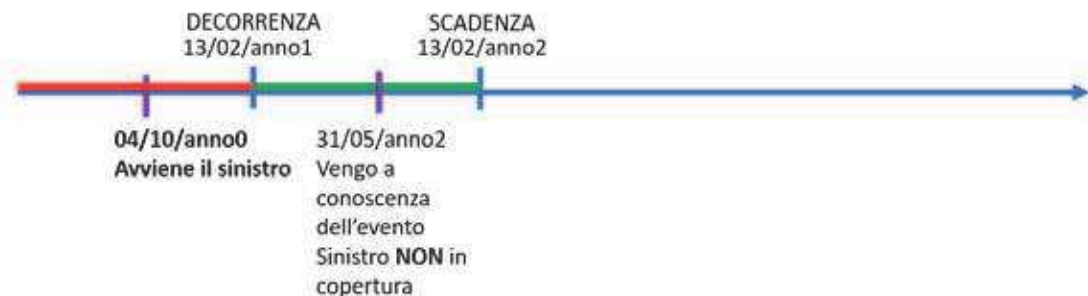 DECORRENZA
13/02/anno1
SCADENZA
13/02/anno2
04/10/anno0
Avviene il sinistro
31/05/anno2
Vengo a
conoscenza
dell'evento
Sinistro NON in
copertura